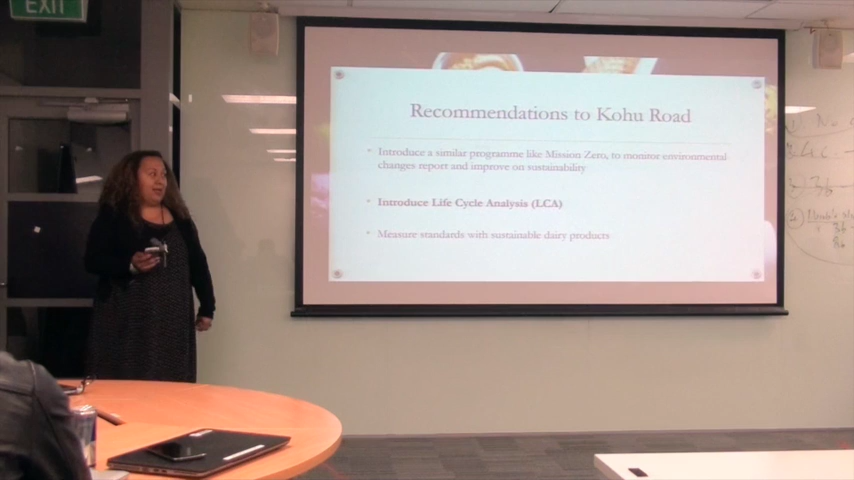 EXIT
Recommendations to Kohu Road
Introduce a similar programme like Mission Zero, to monitor environmental
changes report and improve on sustainability
Introduce Life Cycle Analysis (LCA)
Measure standards with sustainable dairy products